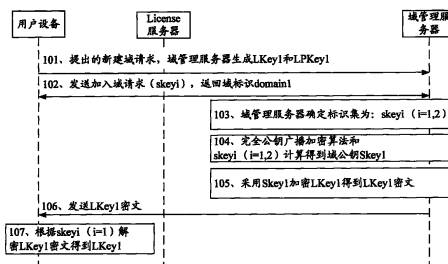 用户设备
License
服务器
域管理服
务器
101、提出的新建域请求，域管理服务器生成LKey1和LPKey1
102、发送加入域请求（skeyi），返回域标识domain1
103、域管理服务器确定标识集为：skeyi（i=1,2）
104、完全公钥广播加密算法和
skeyi（i=1,2）计算得到域公钥Skey1
105、采用Skey1加密LKey1得到LKey1密文
106、发送LKey1密文
107、根据skeyi（i=1）解
密LKey1密文得到LKey1